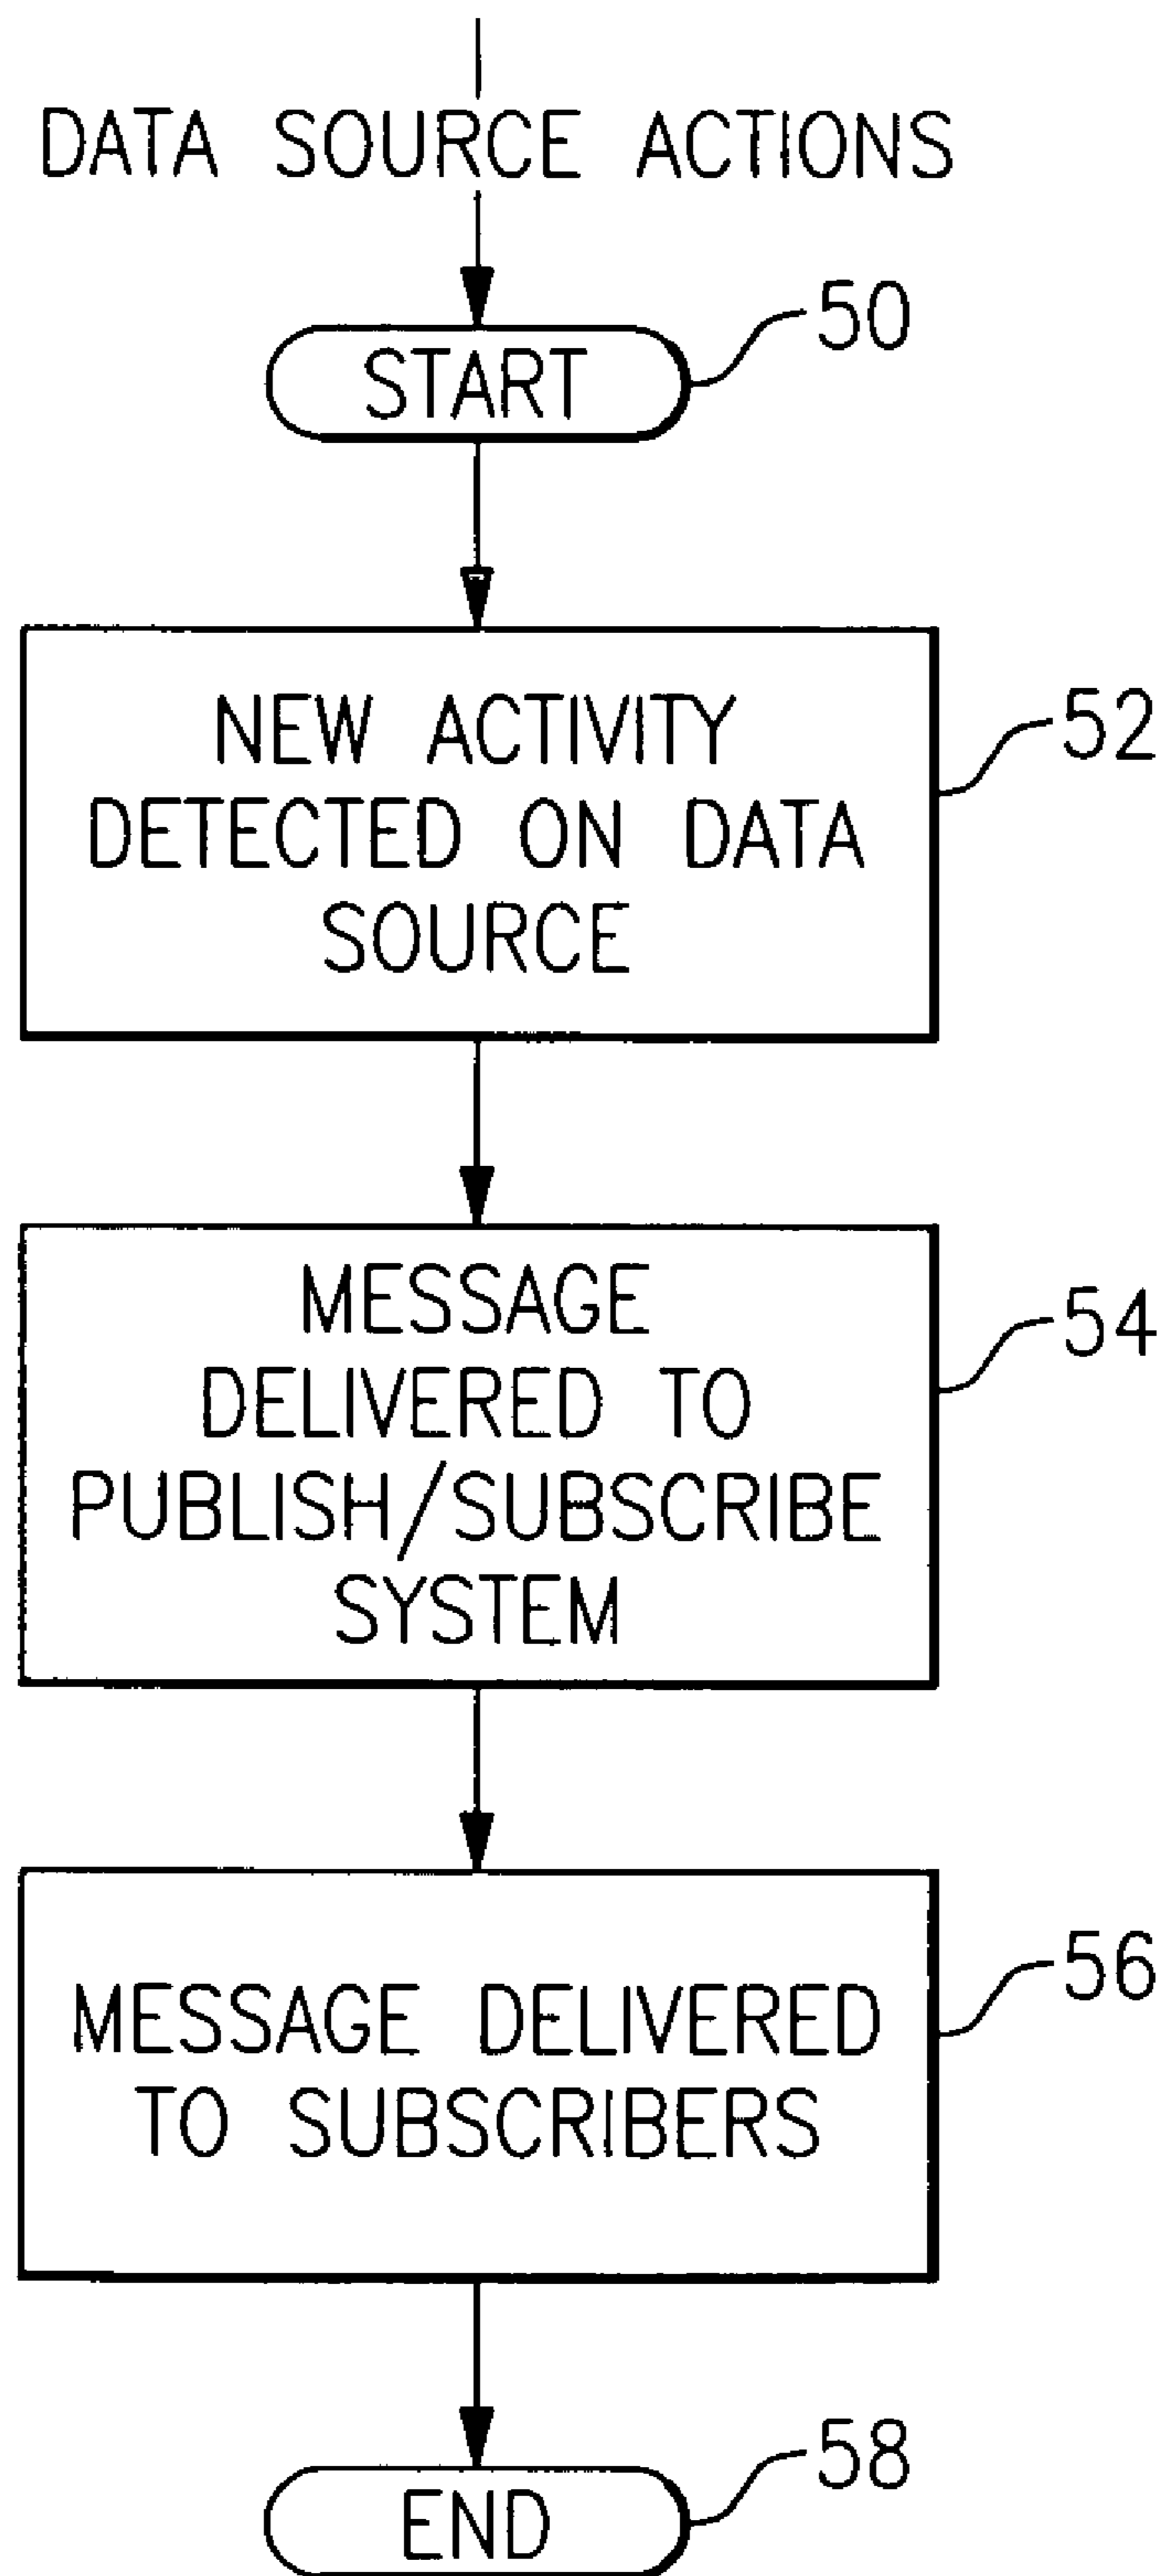 DATA SOURCE ACTIONS
50
START
NEW ACTIVITY
DETECTED ON DATA
SOURCE
52
MESSAGE
DELIVERED TO
PUBLISH/SUBSCRIBE
SYSTEM
54
MESSAGE DELIVERED
TO SUBSCRIBERS
56
58
END